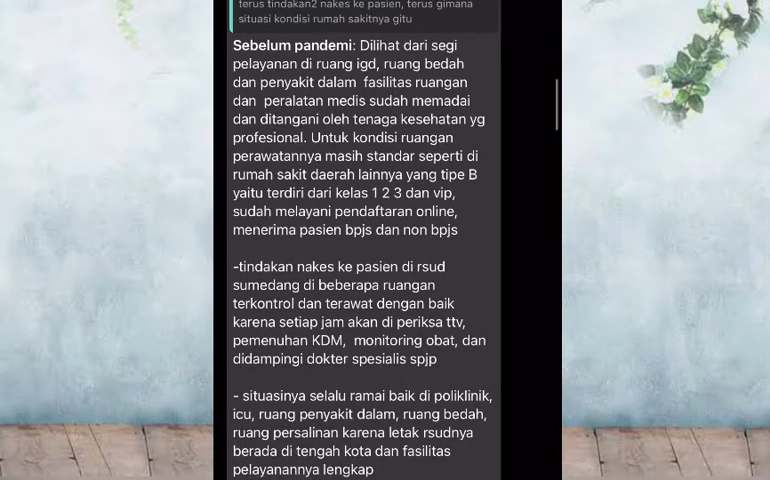 terus tindakan2 nakes ke pasien, terus gimana
situasi kondisi rumah sakitnya gitu
Sebelum pandemi: Dilihat dari segi
pelayanan di ruang igd, ruang bedah
dan penyakit dalam  fasilitas ruangan
dan  peralatan medis sudah memadai
dan ditangani oleh tenaga kesehatan yg
profesional. Untuk kondisi ruangan
perawatannya masih standar seperti di
rumah sakit daerah lainnya yang tipe B
yaitu terdiri dari kelas 1 2 3 dan vip,
sudah melayani pendaftaran online,
menerima pasien bpjs dan non bpjs
-tindakan nakes ke pasien di rsud
sumedang di beberapa ruangan
terkontrol dan terawat dengan baik
karena setiap jam akan di periksa ttv,
pemenuhan KDM,  monitoring obat, dan
didampingi dokter spesialis spjp
- situasinya selalu ramai baik di poliklinik,
icu, ruang penyakit dalam, ruang bedah,
ruang persalinan karena letak rsudnya
berada di tengah kota dan fasilitas
pelayanannya lengkap